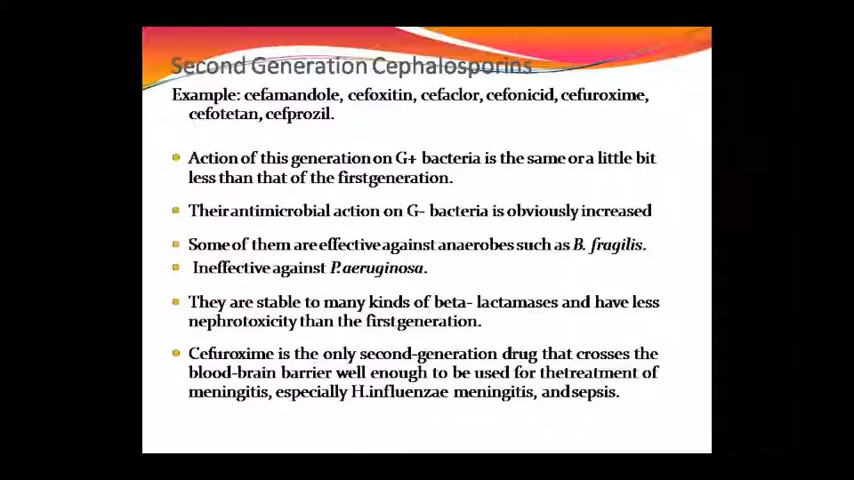 Second Generation Cephalosporins
Example: cefamandole, cefoxitin, cefaclor, cefonicid, cefuroxime,
cefotetan, cefprozil.
Action of this generation on G+ bacteria is the same or a little bit
less than that of the firstgeneration.
Their antimicrobial action on G- bacteria is obviously increased
Some of them are effective against anaerobes such as B. fragilis.
Ineffective against P.aeruginosa.
They are stable to many kinds of beta- lactamases and have less
nephrotoxicity than the first generation.
Cefuroxime is the only second-generation drug that crosses the
blood-brain barrier well enough to be used for thetreatment of
meningitis, especially H.influenzae meningitis, and sepsis.